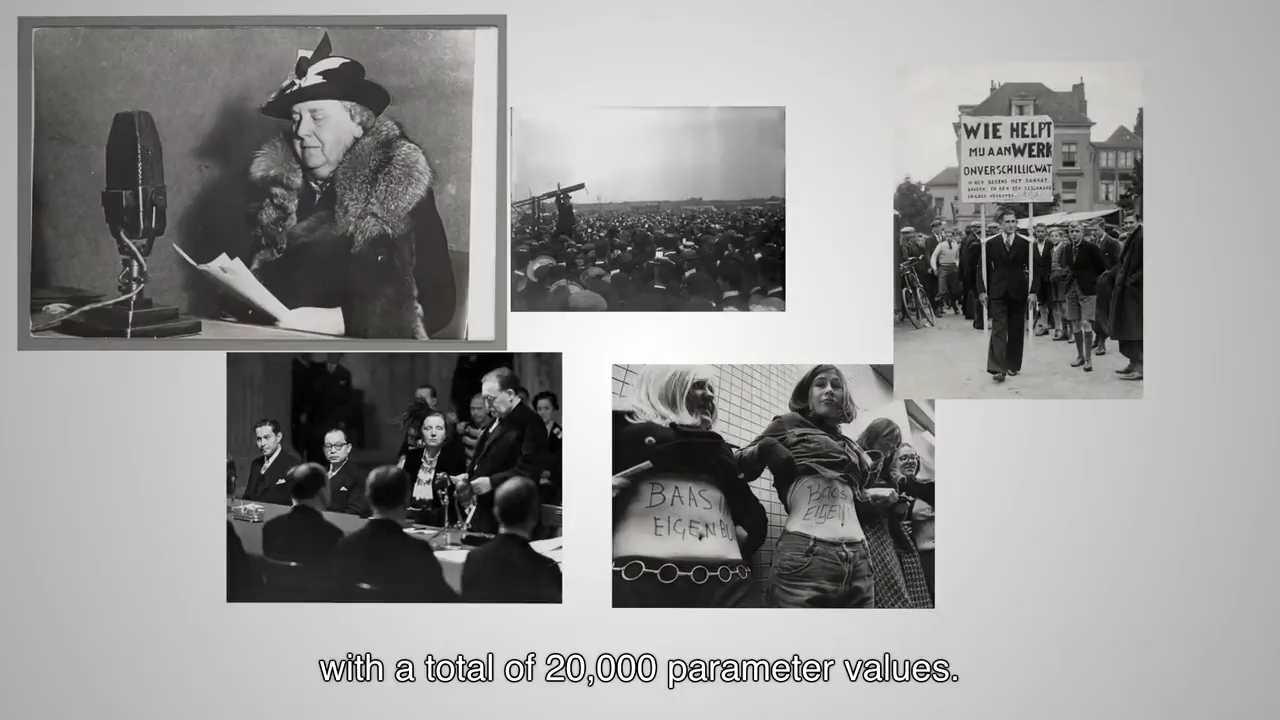 WIE HELPT
MIJ AAN WERK
ONVERSCHILLIG WAT
BAAS
EIGEN
BAAS
EIGEN
with a total of 20,000 parameter values.